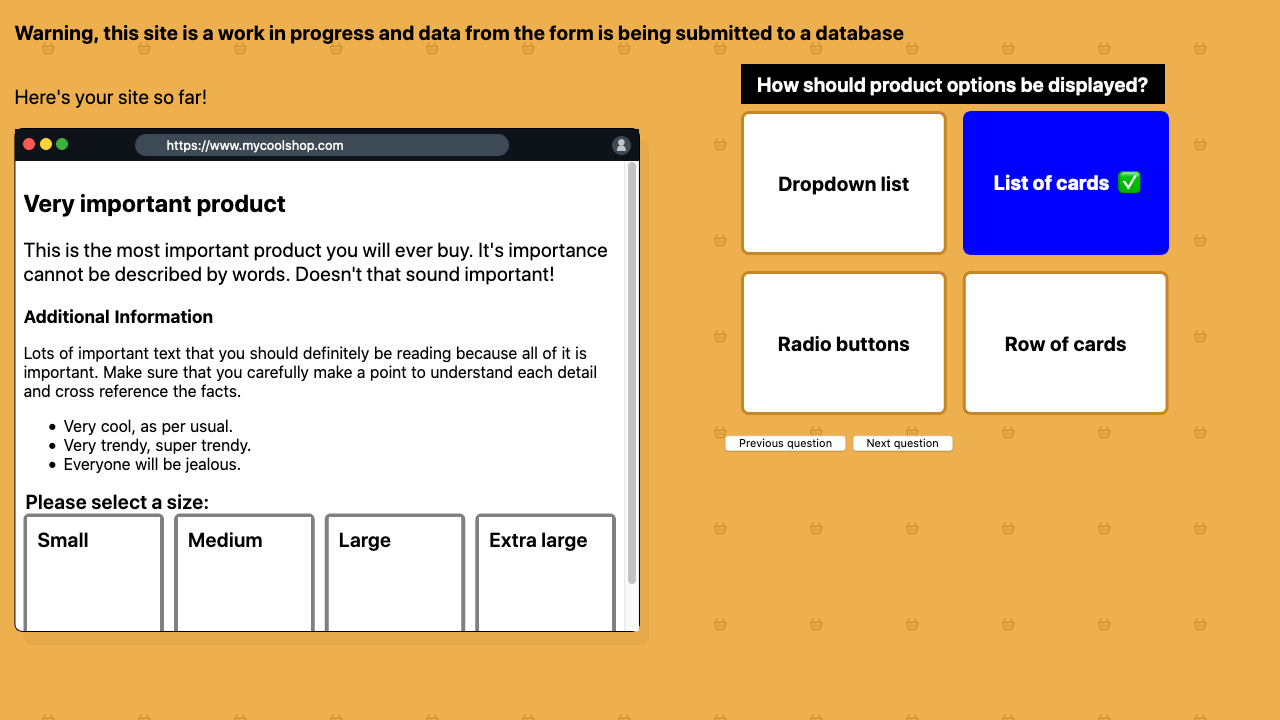 Warning, this site is a work in progress and data from the form is being submitted to a database
Here's your site so far!
https://www.mycoolshop.com
Very important product
This is the most important product you will ever buy. It's importance
cannot be described by words. Doesn't that sound important!
Additional Information
Lots of important text that you should definitely be reading because all of it is
important. Make sure that you carefully make a point to understand each detail
and cross reference the facts.
• Very cool, as per usual.
• Very trendy, super trendy.
• Everyone will be jealous.
Please select a size:
Small
Medium
Large
Extra large
How should product options be displayed?
Dropdown list
List of cards ✅
Radio buttons
Row of cards
Previous question
Next question